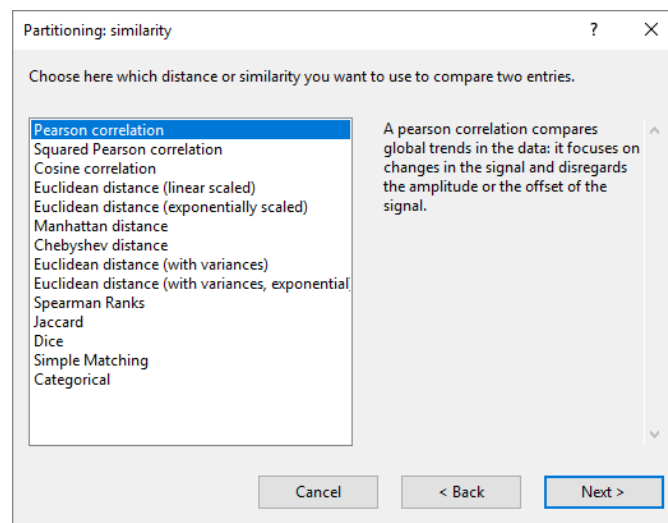 Partitioning: similarity
?
Choose here which distance or similarity you want to use to compare two entries.
Pearson correlation
Squared Pearson correlation
Cosine correlation
Euclidean distance (linear scaled)
Euclidean distance (exponentially scaled)
Manhattan distance
Chebyshev distance
Euclidean distance (with variances)
Euclidean distance (with variances, exponential
Spearman Ranks
Jaccard
Dice
Simple Matching
Categorical
A pearson correlation compares
global trends in the data: it focuses on
changes in the signal and disregards
the amplitude or the offset of the
signal.
Cancel
< Back
Next >